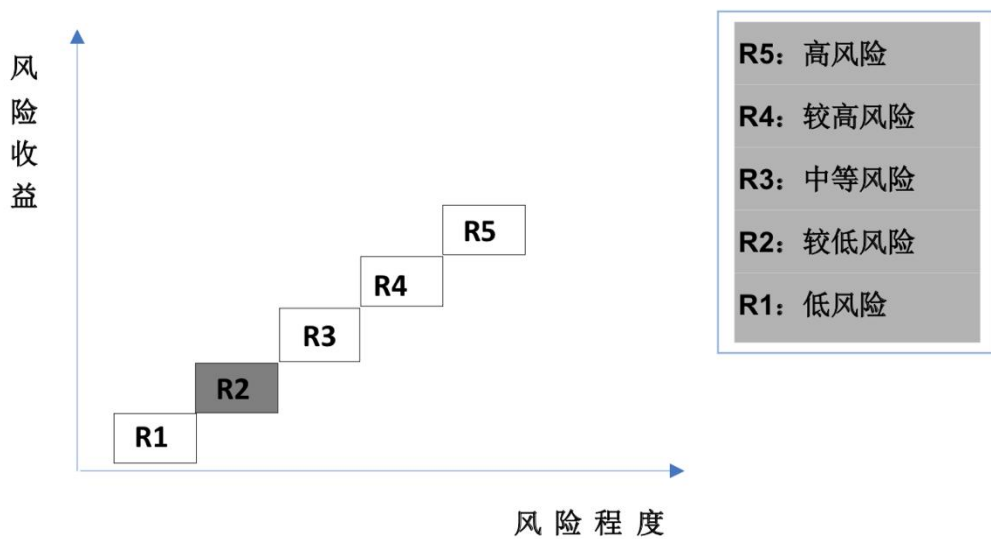 风险收益
R5
R4
R3
R2
R1
风险程度
R5：高风险
R4：较高风险
R3：中等风险
R2：较低风险
R1：低风险